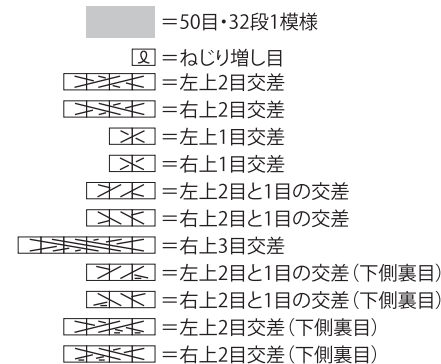 =50目・32段1模様
=ねじり増し目
=左上2目交差
=右上2目交差
=左上1目交差
=右上1目交差
=左上2目と1目の交差
=右上2目と1目の交差
=右上3目交差
=左上2目と1目の交差(下側裏目)
=右上2目と1目の交差(下側裏目)
=左上2目交差(下側裏目)
=右上2目交差(下側裏目)